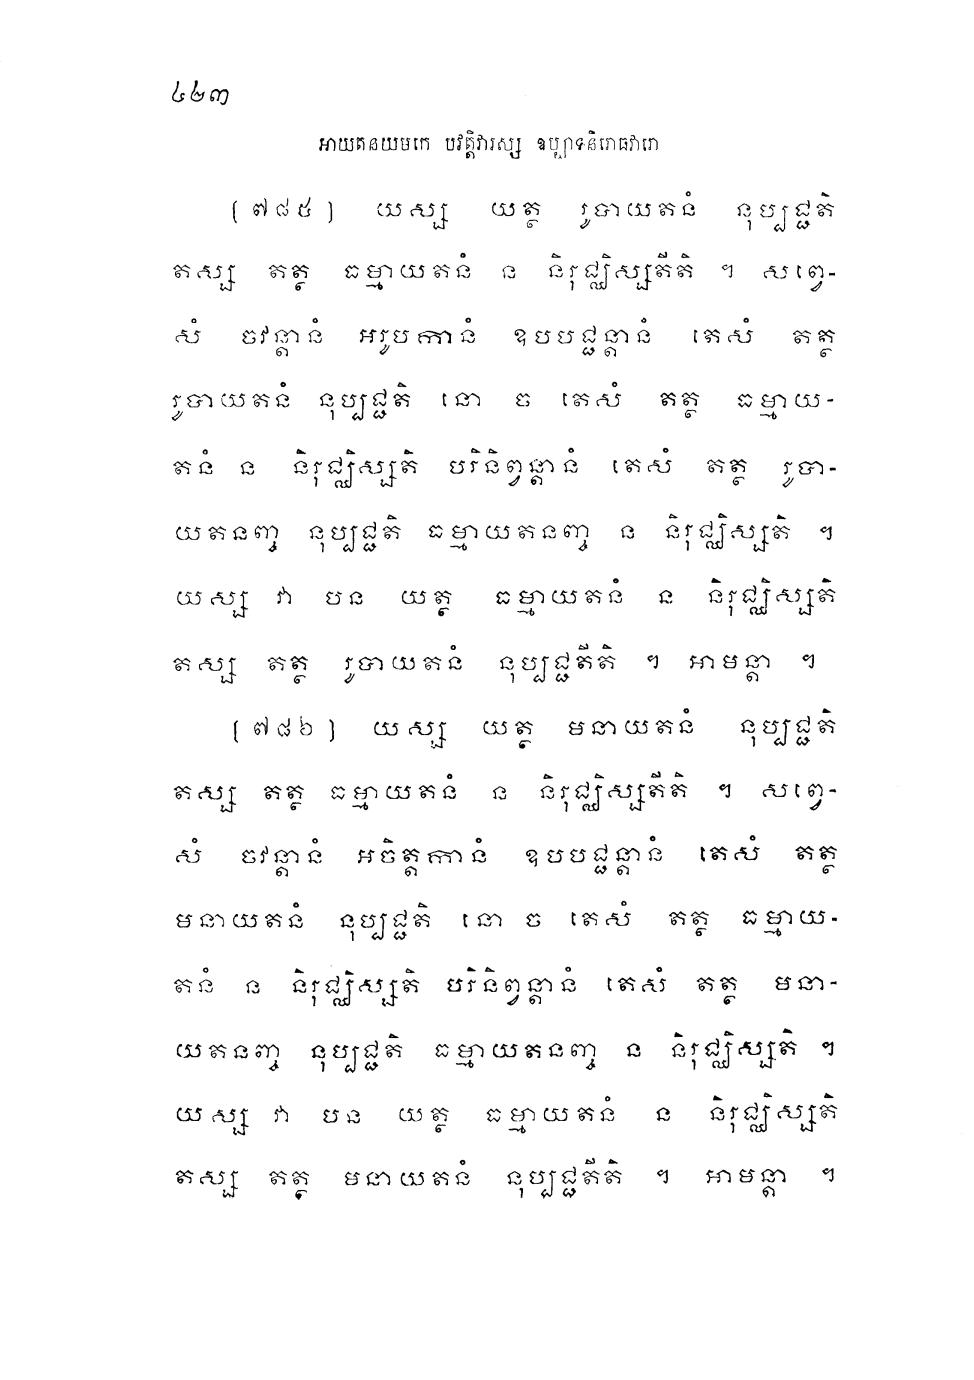 ៤២៣
អាយតនយមកេ បវត្តិវារស្ស ឧប្បាទនិរោធវារោ
(៧៨៥) យស្ស យត្ថ រូបាយតនំ នុប្បជ្ជតិ
តស្ស តត្ថ ធម្មាយតនំ ន និរុជ្ឈិស្សតីតិ ។ សព្វេ-
សំ ចវន្តានំ អរូបកានំ ឧបបជ្ជន្តានំ តេសំ តត្ថ
រូបាយតនំ នុប្បជ្ជតិ នោ ច តេសំ តត្ថ ធម្មាយ-
តនំ ន និរុជ្ឈិស្សតិ បរិនិព្វន្តានំ តេសំ តត្ថ រូបា-
យតនញ្ច នុប្បជ្ជតិ ធម្មាយតនញ្ច ន និរុជ្ឈិស្សតិ ។
យស្ស វា បន យត្ថ ធម្មាយតនំ ន និរុជ្ឈិស្សតិ
តស្ស តត្ថ រូបាយតនំ នុប្បជ្ជតីតិ ។ អាមន្តា ។
(៧៨៦) យស្ស យត្ថ មនាយតនំ នុប្បជ្ជតិ
តស្ស តត្ថ ធម្មាយតនំ ន និរុជ្ឈិស្សតីតិ ។ សព្វេ-
សំ ចវន្តានំ អចិត្តកានំ ឧបបជ្ជន្តានំ តេសំ តត្ថ
មនាយតនំ នុប្បជ្ជតិ នោ ច តេសំ តត្ថ ធម្មាយ-
តនំ ន និរុជ្ឈិស្សតិ បរិនិព្វន្តានំ តេសំ តត្ថ មនា-
យតនញ្ច នុប្បជ្ជតិ ធម្មាយតនញ្ច ន និរុជ្ឈិស្សតិ ។
យស្ស វា បន យត្ថ ធម្មាយតនំ ន និរុជ្ឈិស្សតិ
តស្ស តត្ថ មនាយតនំ នុប្បជ្ជតីតិ ។ អាមន្តា ។